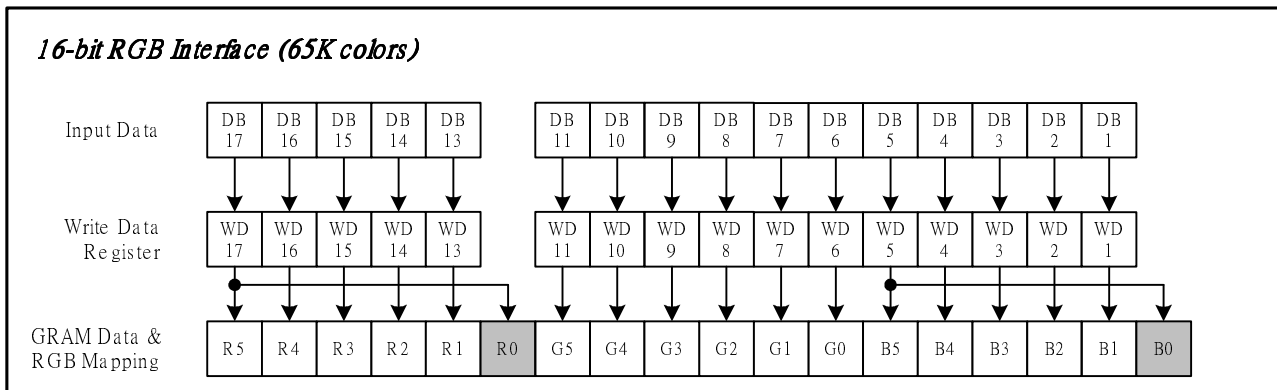 16-bit RGB Interface (65K colors)
Input Data
DB 17 DB 16 DB 15 DB 14 DB 13 DB 11 DB 10 DB 9 DB 8 DB 7 DB 6 DB 5 DB 4 DB 3 DB 2 DB 1
Write Data
Register
WD 17 WD 16 WD 15 WD 14 WD 13 WD 11 WD 10 WD 9 WD 8 WD 7 WD 6 WD 5 WD 4 WD 3 WD 2 WD 1
GRAM Data &
RGB Mapping
R5 R4 R3 R2 R1 R0 G5 G4 G3 G2 G1 G0 B5 B4 B3 B2 B1 B0